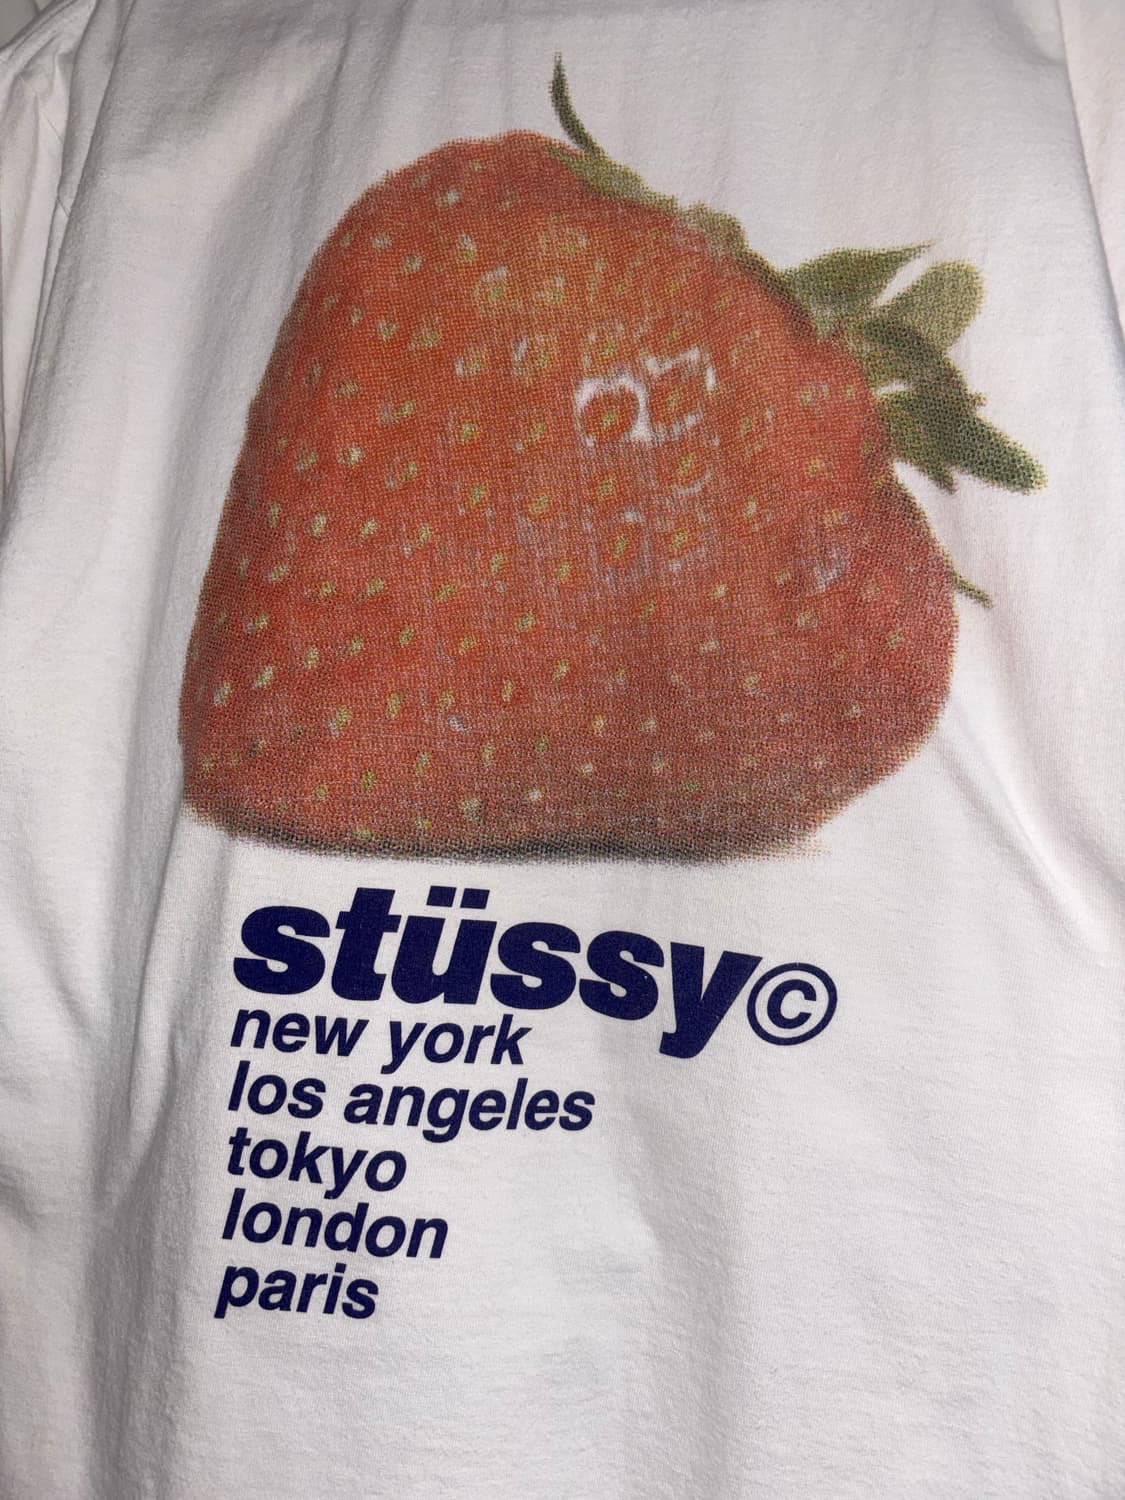 stüssy©
new york
los angeles
tokyo
london
paris